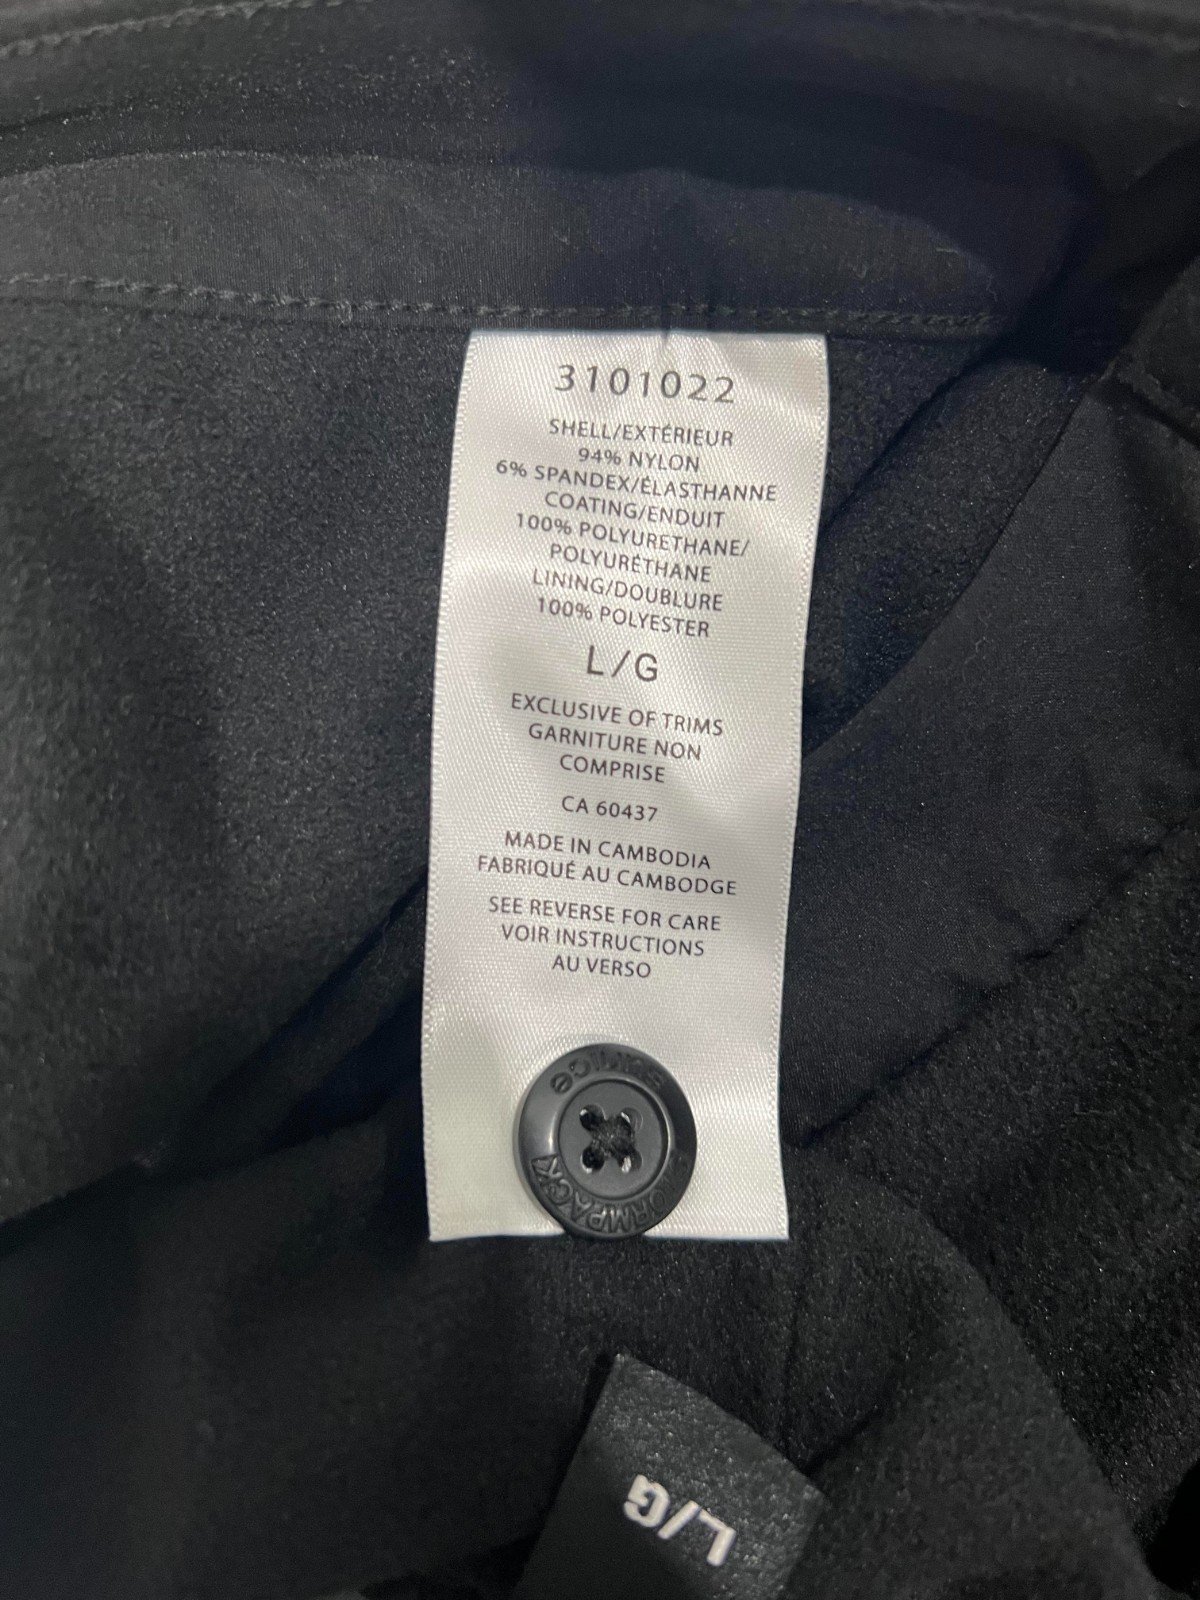 3101022
SHELL/EXTÉRIEUR
94% NYLON
6% SPANDEX/ÉLASTHANNE
COATING/ENDUIT
100% POLYURETHANE/
POLYURÉTHANE
LINING/DOUBLURE
100% POLYESTER
L/G
EXCLUSIVE OF TRIMS
GARNITURE NON
COMPRISE
CA 60437
MADE IN CAMBODIA
FABRIQUÉ AU CAMBODGE
SEE REVERSE FOR CARE
VOIR INSTRUCTIONS
AU VERSO
L/G